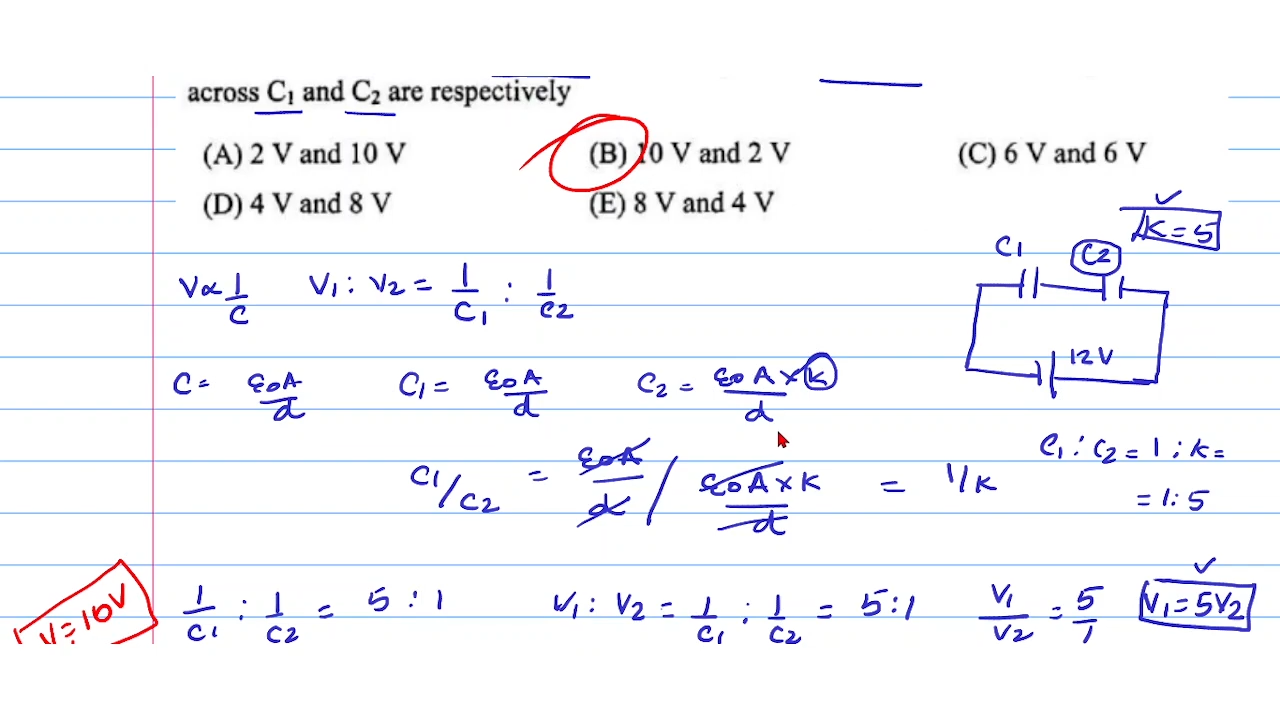 across C₁ and C₂ are respectively
(A) 2 V and 10 V (B) 10 V and 2 V (C) 6 V and 6 V
(D) 4 V and 8 V (E) 8 V and 4 V
K = 5
C1 C2
12V
V ∝ 1/C V₁ : V₂ = 1/C₁ : 1/C2
C = ε₀A/d C₁ = ε₀A/d C₂ = ε₀A×k/d
C₁/C₂ = ε₀A/d / ε₀A×K/d = 1/K
C₁ : C₂ = 1 : K =
= 1 : 5
1/C₁ : 1/C2 = 5 : 1 V₁ : V₂ = 1/C₁ : 1/C2 = 5 : 1 V₁/V₂ = 5/1 V₁ = 5V₂
V = 10V